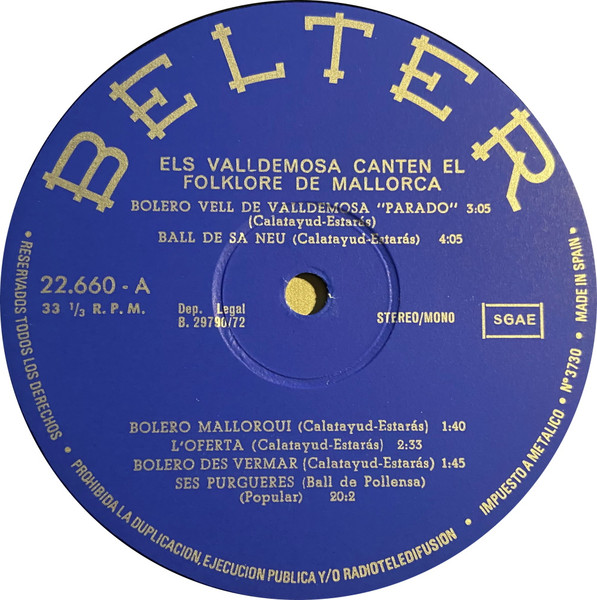 BELTER
ELS VALLDEMOSA CANTEN EL
FOLKLORE DE MALLORCA
BOLERO VELL DE VALLDEMOSA "PARADO" 3:05
(Calatayud-Estarás)
BALL DE SA NEU (Calatayud-Estarás) 4:05
22.660 - A
33 1/3 R. P. M.
Dep. Legal
B. 29790/72
STEREO/MONO
SGAE
BOLERO MALLORQUI (Calatayud-Estarás) 1:40
L'OFERTA (Calatayud-Estarás) 2:33
BOLERO DES VERMAR (Calatayud-Estarás) 1:45
SES PURGUERES (Ball de Pollensa)
(Popular) 20:2
• RESERVADOS TODOS LOS DERECHOS • PROHIBIDA LA DUPLICACION, EJECUCION PUBLICA Y/O RADIOTELEDIFUSION • IMPUESTO A METALICO • Nº 3730 • MADE IN SPAIN •